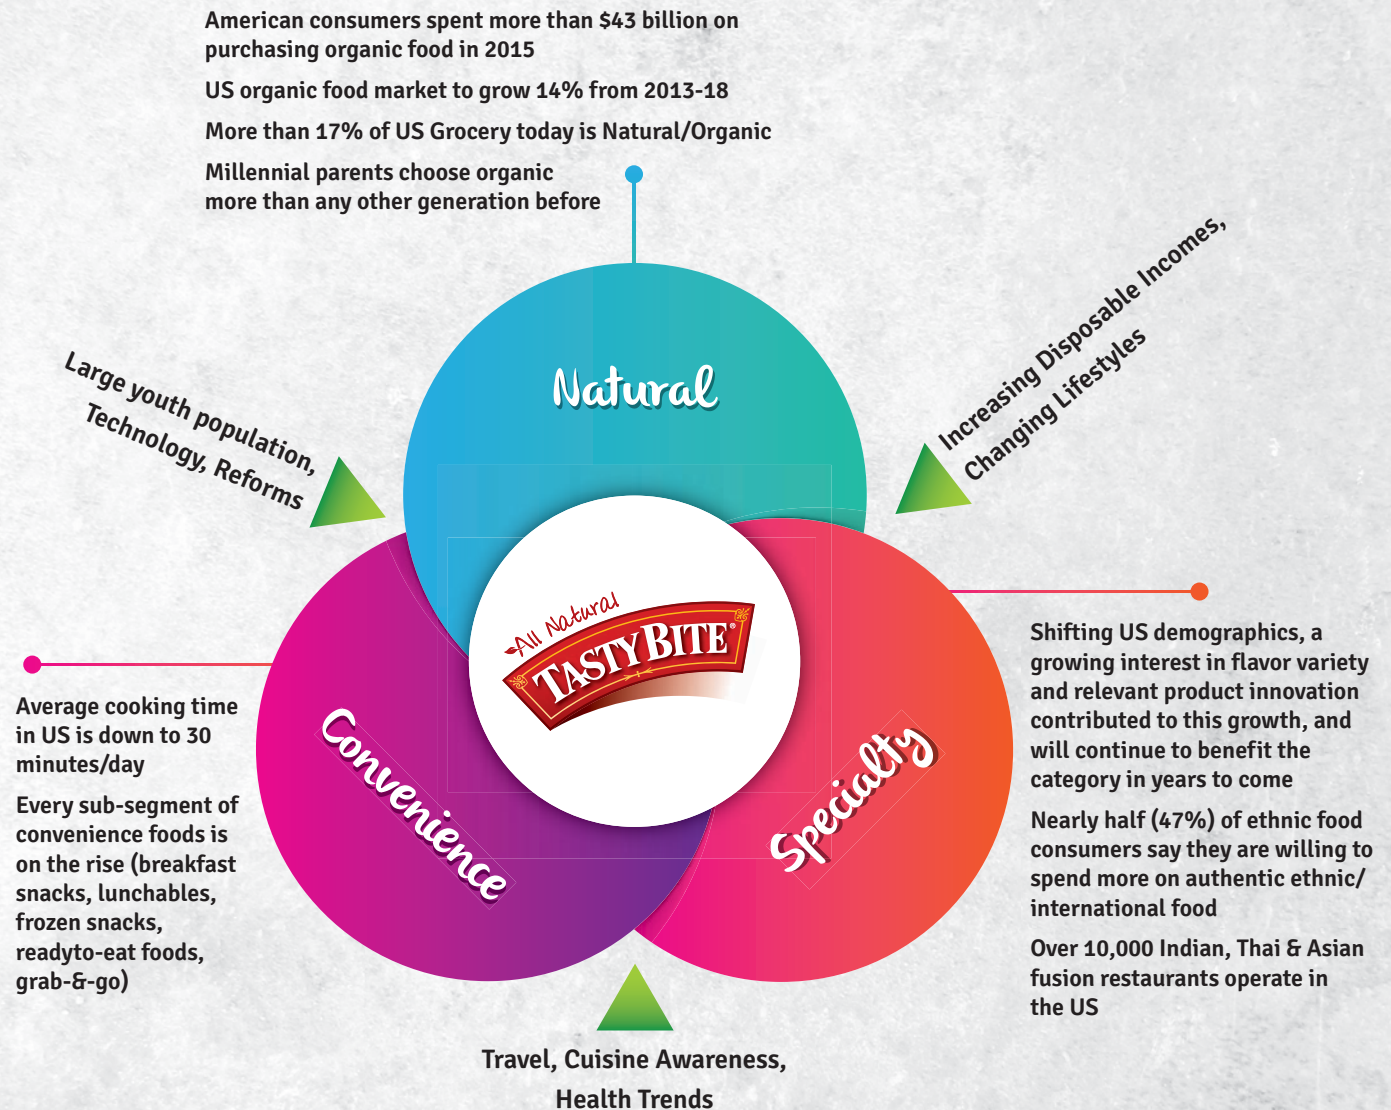 American consumers spent more than $43 billion on
purchasing organic food in 2015
US organic food market to grow 14% from 2013-18
More than 17% of US Grocery today is Natural/Organic
Millennial parents choose organic
more than any other generation before
Large youth population,
Technology, Reforms
Increasing Disposable Incomes,
Changing Lifestyles
Natural
All Natural
TASTY BITE®
Convenience
Specialty
Average cooking time
in US is down to 30
minutes/day
Every sub-segment of
convenience foods is
on the rise (breakfast
snacks, lunchables,
frozen snacks,
readyto-eat foods,
grab-&-go)
Shifting US demographics, a
growing interest in flavor variety
and relevant product innovation
contributed to this growth, and
will continue to benefit the
category in years to come
Nearly half (47%) of ethnic food
consumers say they are willing to
spend more on authentic ethnic/
international food
Over 10,000 Indian, Thai & Asian
fusion restaurants operate in
the US
Travel, Cuisine Awareness,
Health Trends